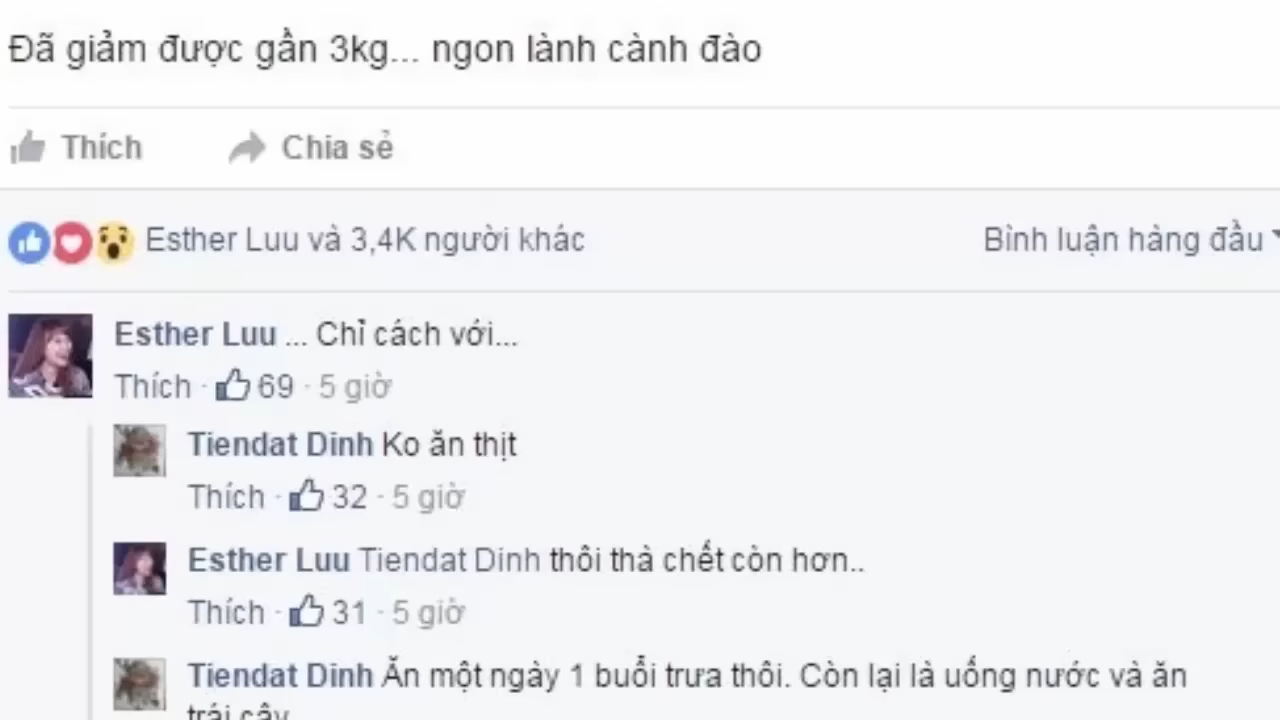 Đã giảm được gần 3kg... ngon lành cành đào
Thích Chia sẻ
Esther Luu và 3,4K người khác Bình luận hàng đầu
Esther Luu ... Chỉ cách với...
Thích · 69 · 5 giờ
Tiendat Dinh Ko ăn thịt
Thích · 32 · 5 giờ
Esther Luu Tiendat Dinh thôi thà chết còn hơn..
Thích · 31 · 5 giờ
Tiendat Dinh Ăn một ngày 1 buổi trưa thôi. Còn lại là uống nước và ăn
trái cây